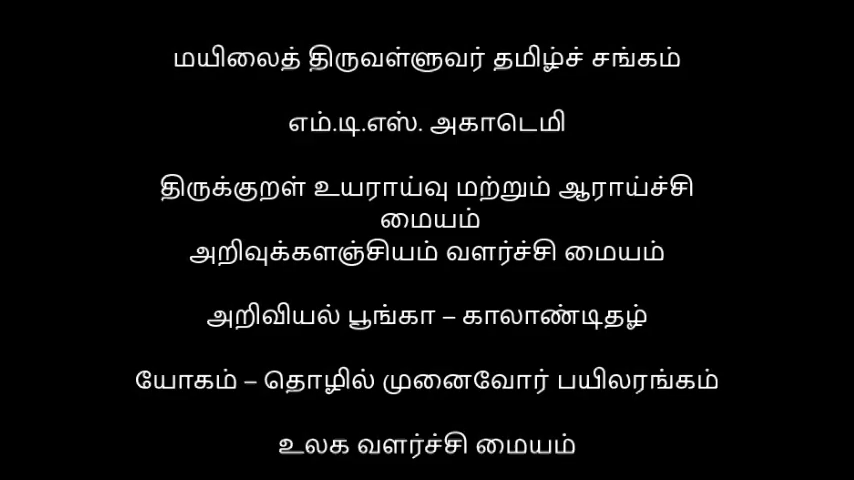 மயிலைத் திருவள்ளுவர் தமிழ்ச் சங்கம்
எம்.டி.எஸ். அகாடெமி
திருக்குறள் உயராய்வு மற்றும் ஆராய்ச்சி
மையம்
அறிவுக்களஞ்சியம் வளர்ச்சி மையம்
அறிவியல் பூங்கா – காலாண்டிதழ்
யோகம் – தொழில் முனைவோர் பயிலரங்கம்
உலக வளர்ச்சி மையம்